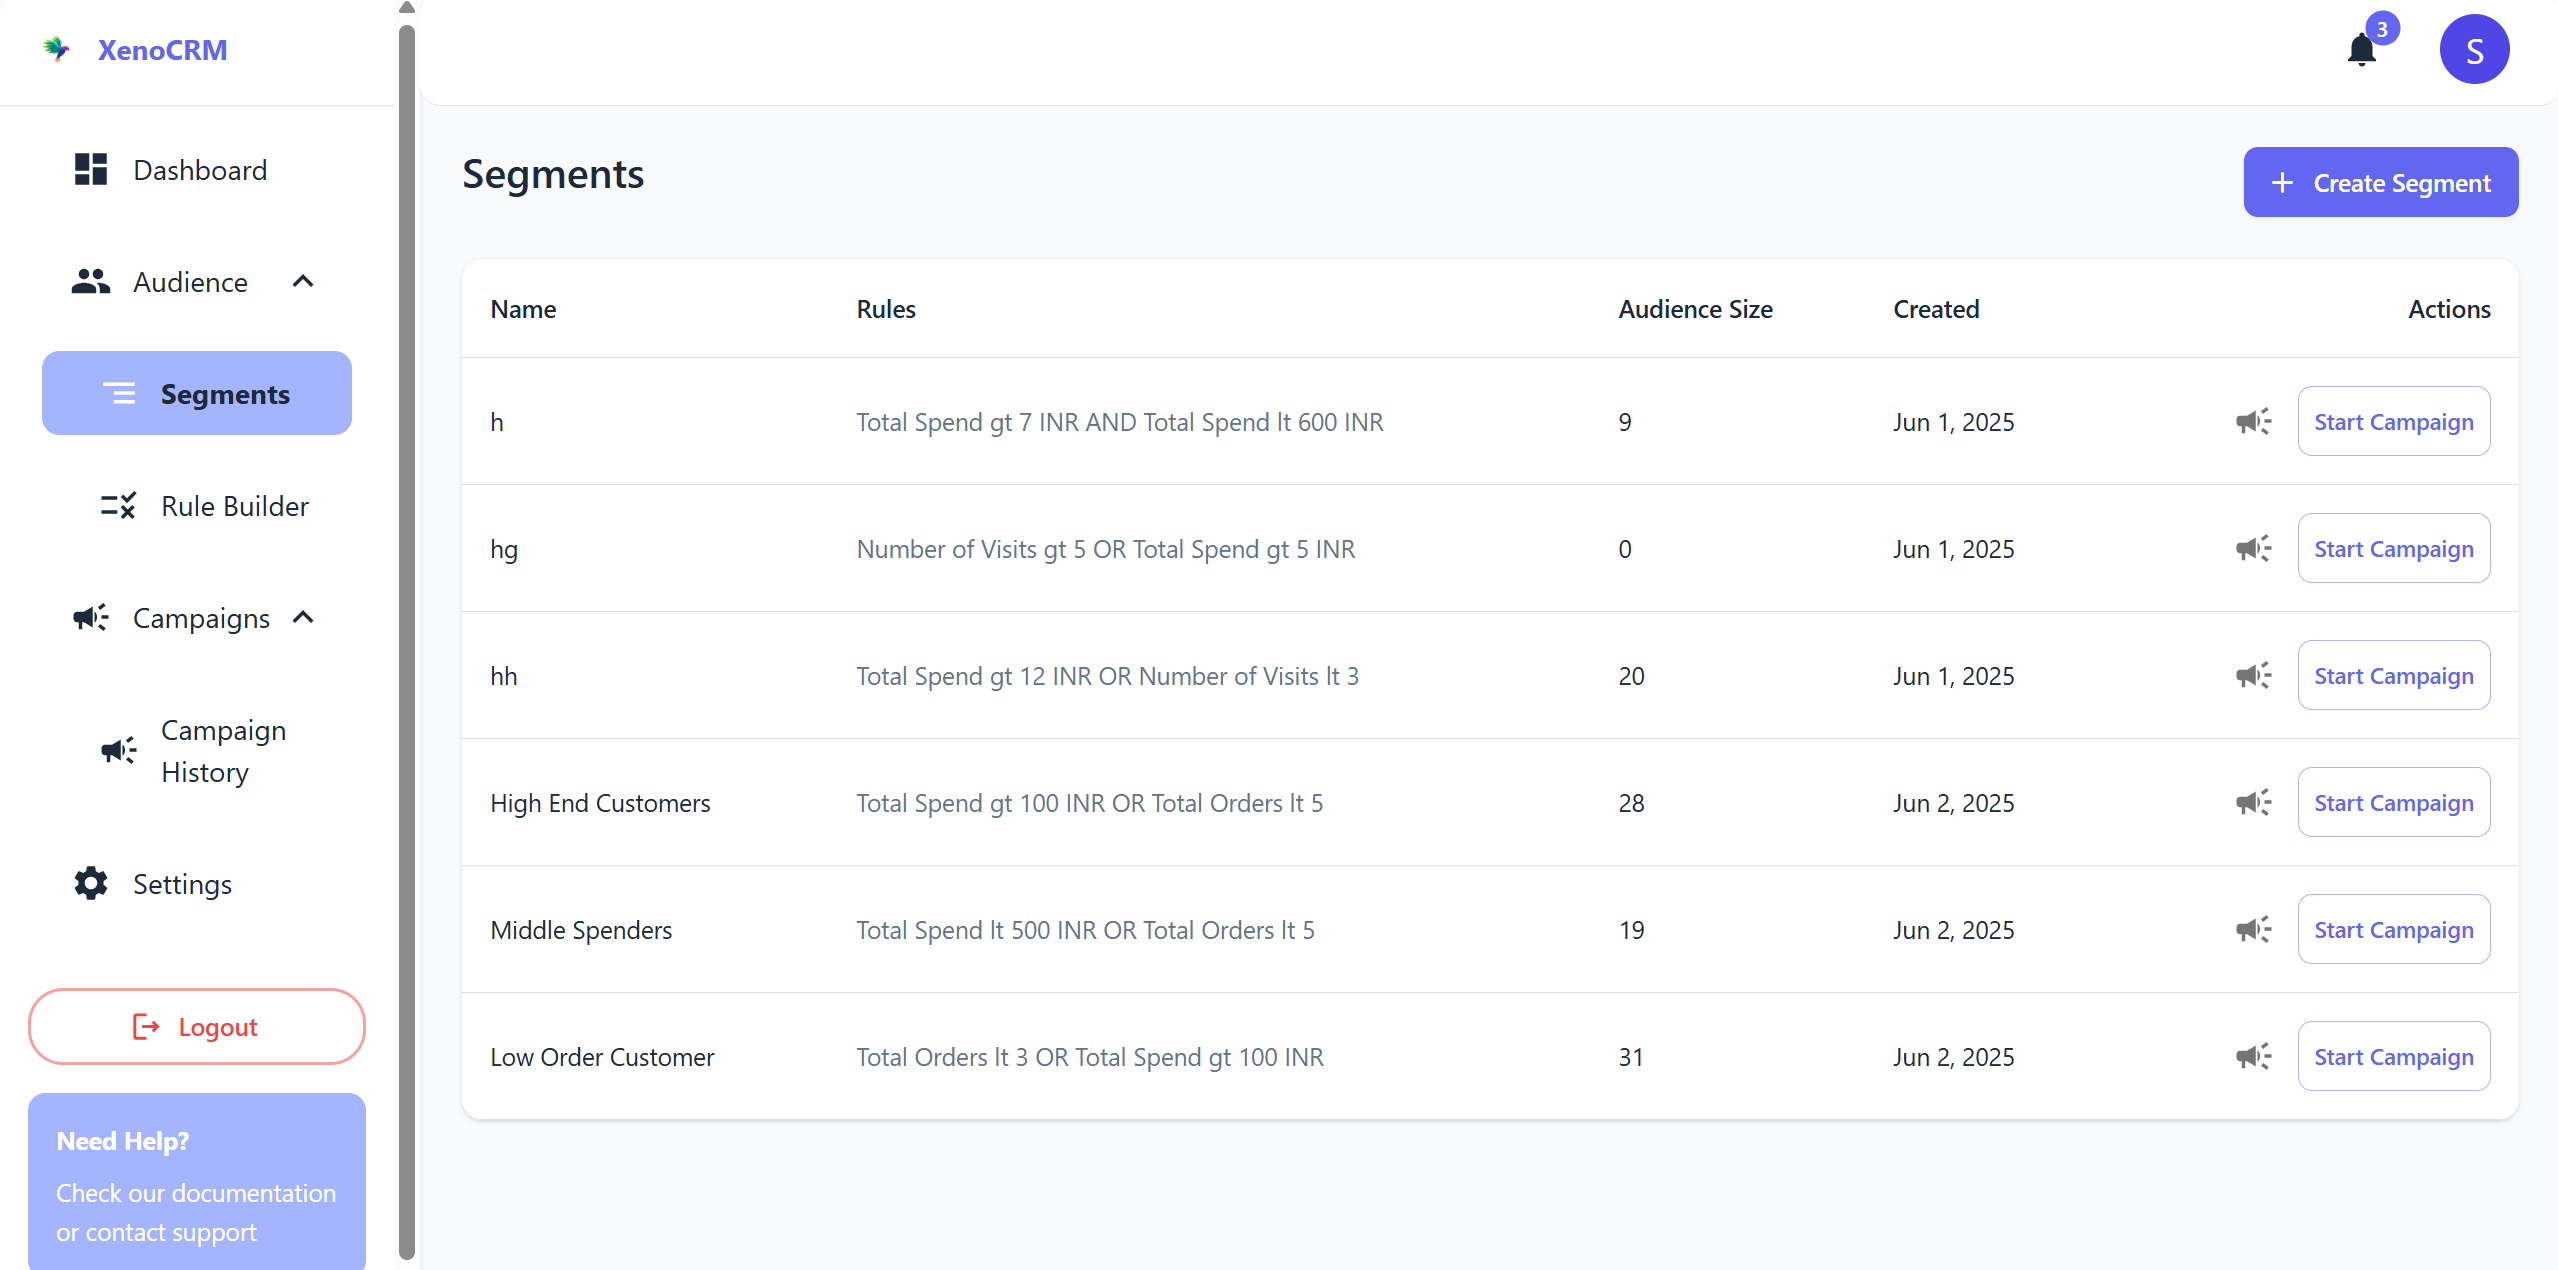 XenoCRM
3
S
Dashboard
Audience
Segments
Rule Builder
Campaigns
Campaign
History
Settings
Logout
Need Help?
Check our documentation
or contact support
Segments
Create Segment
Name Rules Audience Size Created Actions
h Total Spend gt 7 INR AND Total Spend lt 600 INR 9 Jun 1, 2025 Start Campaign
hg Number of Visits gt 5 OR Total Spend gt 5 INR 0 Jun 1, 2025 Start Campaign
hh Total Spend gt 12 INR OR Number of Visits lt 3 20 Jun 1, 2025 Start Campaign
High End Customers Total Spend gt 100 INR OR Total Orders lt 5 28 Jun 2, 2025 Start Campaign
Middle Spenders Total Spend lt 500 INR OR Total Orders lt 5 19 Jun 2, 2025 Start Campaign
Low Order Customer Total Orders lt 3 OR Total Spend gt 100 INR 31 Jun 2, 2025 Start Campaign